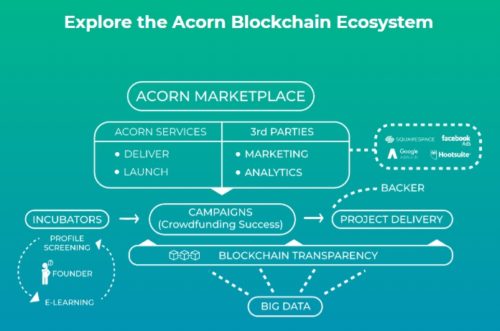 Explore the Acorn Blockchain Ecosystem
ACORN MARKETPLACE
ACORN SERVICES
3rd PARTIES
• DELIVER
• MARKETING
• LAUNCH
• ANALYTICS
SQUARESPACE
facebook
Ads
Google
Hootsuite
BACKER
INCUBATORS
CAMPAIGNS
(Crowdfunding Success)
PROJECT DELIVERY
PROFILE
SCREENING
FOUNDER
E-LEARNING
BLOCKCHAIN TRANSPARENCY
BIG DATA